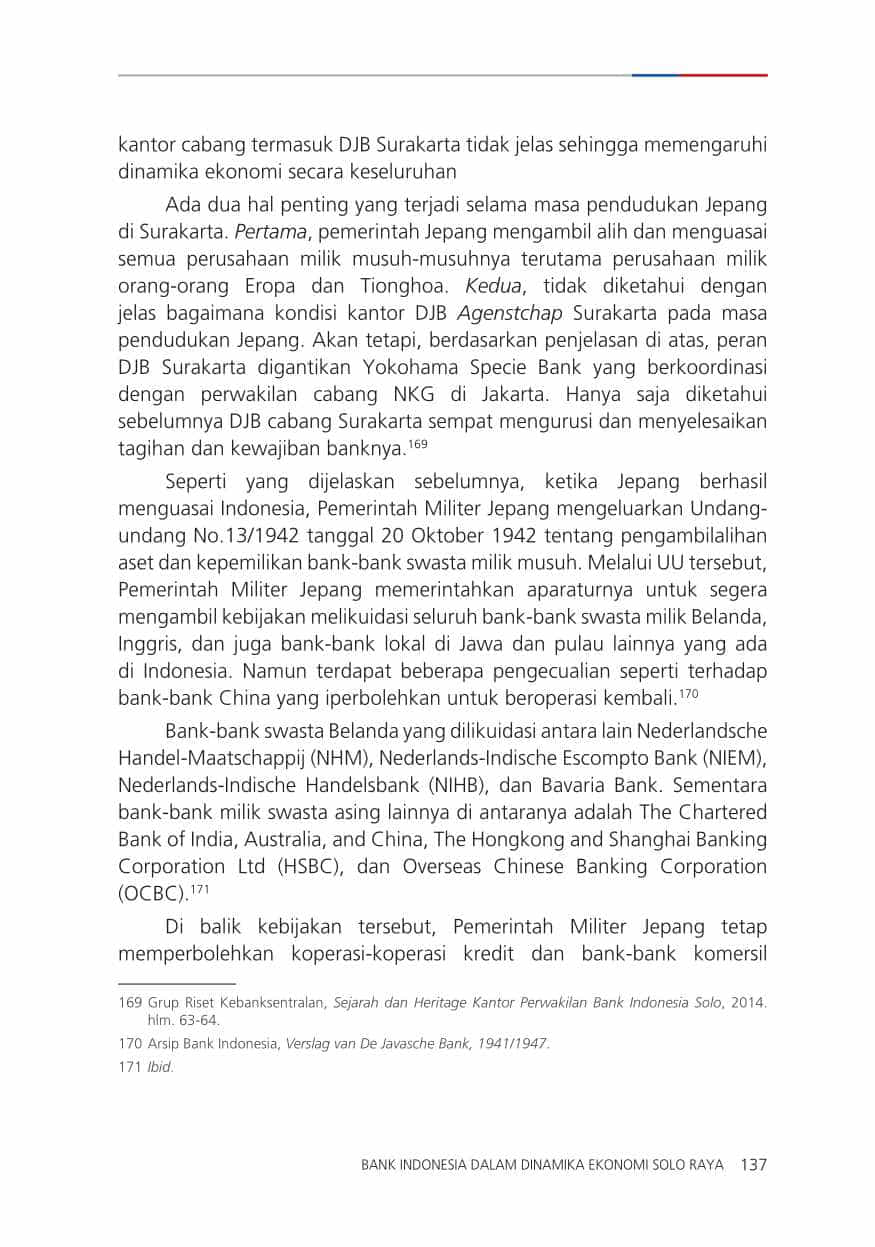 kantor cabang termasuk DJB Surakarta tidak jelas sehingga memengaruhi
dinamika ekonomi secara keseluruhan
Ada dua hal penting yang terjadi selama masa pendudukan Jepang
di Surakarta. Pertama, pemerintah Jepang mengambil alih dan menguasai
semua perusahaan milik musuh-musuhnya terutama perusahaan milik
orang-orang Eropa dan Tionghoa. Kedua, tidak diketahui dengan
jelas bagaimana kondisi kantor DJB Agenstchap Surakarta pada masa
pendudukan Jepang. Akan tetapi, berdasarkan penjelasan di atas, peran
DJB Surakarta digantikan Yokohama Specie Bank yang berkoordinasi
dengan perwakilan cabang NKG di Jakarta. Hanya saja diketahui
sebelumnya DJB cabang Surakarta sempat mengurusi dan menyelesaikan
tagihan dan kewajiban banknya.169
Seperti yang dijelaskan sebelumnya, ketika Jepang berhasil
menguasai Indonesia, Pemerintah Militer Jepang mengeluarkan Undang-
undang No.13/1942 tanggal 20 Oktober 1942 tentang pengambilalihan
aset dan kepemilikan bank-bank swasta milik musuh. Melalui UU tersebut,
Pemerintah Militer Jepang memerintahkan aparaturnya untuk segera
mengambil kebijakan melikuidasi seluruh bank-bank swasta milik Belanda,
Inggris, dan juga bank-bank lokal di Jawa dan pulau lainnya yang ada
di Indonesia. Namun terdapat beberapa pengecualian seperti terhadap
bank-bank China yang iperbolehkan untuk beroperasi kembali.170
Bank-bank swasta Belanda yang dilikuidasi antara lain Nederlandsche
Handel-Maatschappij (NHM), Nederlands-Indische Escompto Bank (NIEM),
Nederlands-Indische Handelsbank (NIHB), dan Bavaria Bank. Sementara
bank-bank milik swasta asing lainnya di antaranya adalah The Chartered
Bank of India, Australia, and China, The Hongkong and Shanghai Banking
Corporation Ltd (HSBC), dan Overseas Chinese Banking Corporation
(OCBC).171
Di balik kebijakan tersebut, Pemerintah Militer Jepang tetap
memperbolehkan koperasi-koperasi kredit dan bank-bank komersil
169 Grup Riset Kebanksentralan, Sejarah dan Heritage Kantor Perwakilan Bank Indonesia Solo, 2014.
hlm. 63-64.
170 Arsip Bank Indonesia, Verslag van De Javasche Bank, 1941/1947.
171 Ibid.
BANK INDONESIA DALAM DINAMIKA EKONOMI SOLO RAYA 137